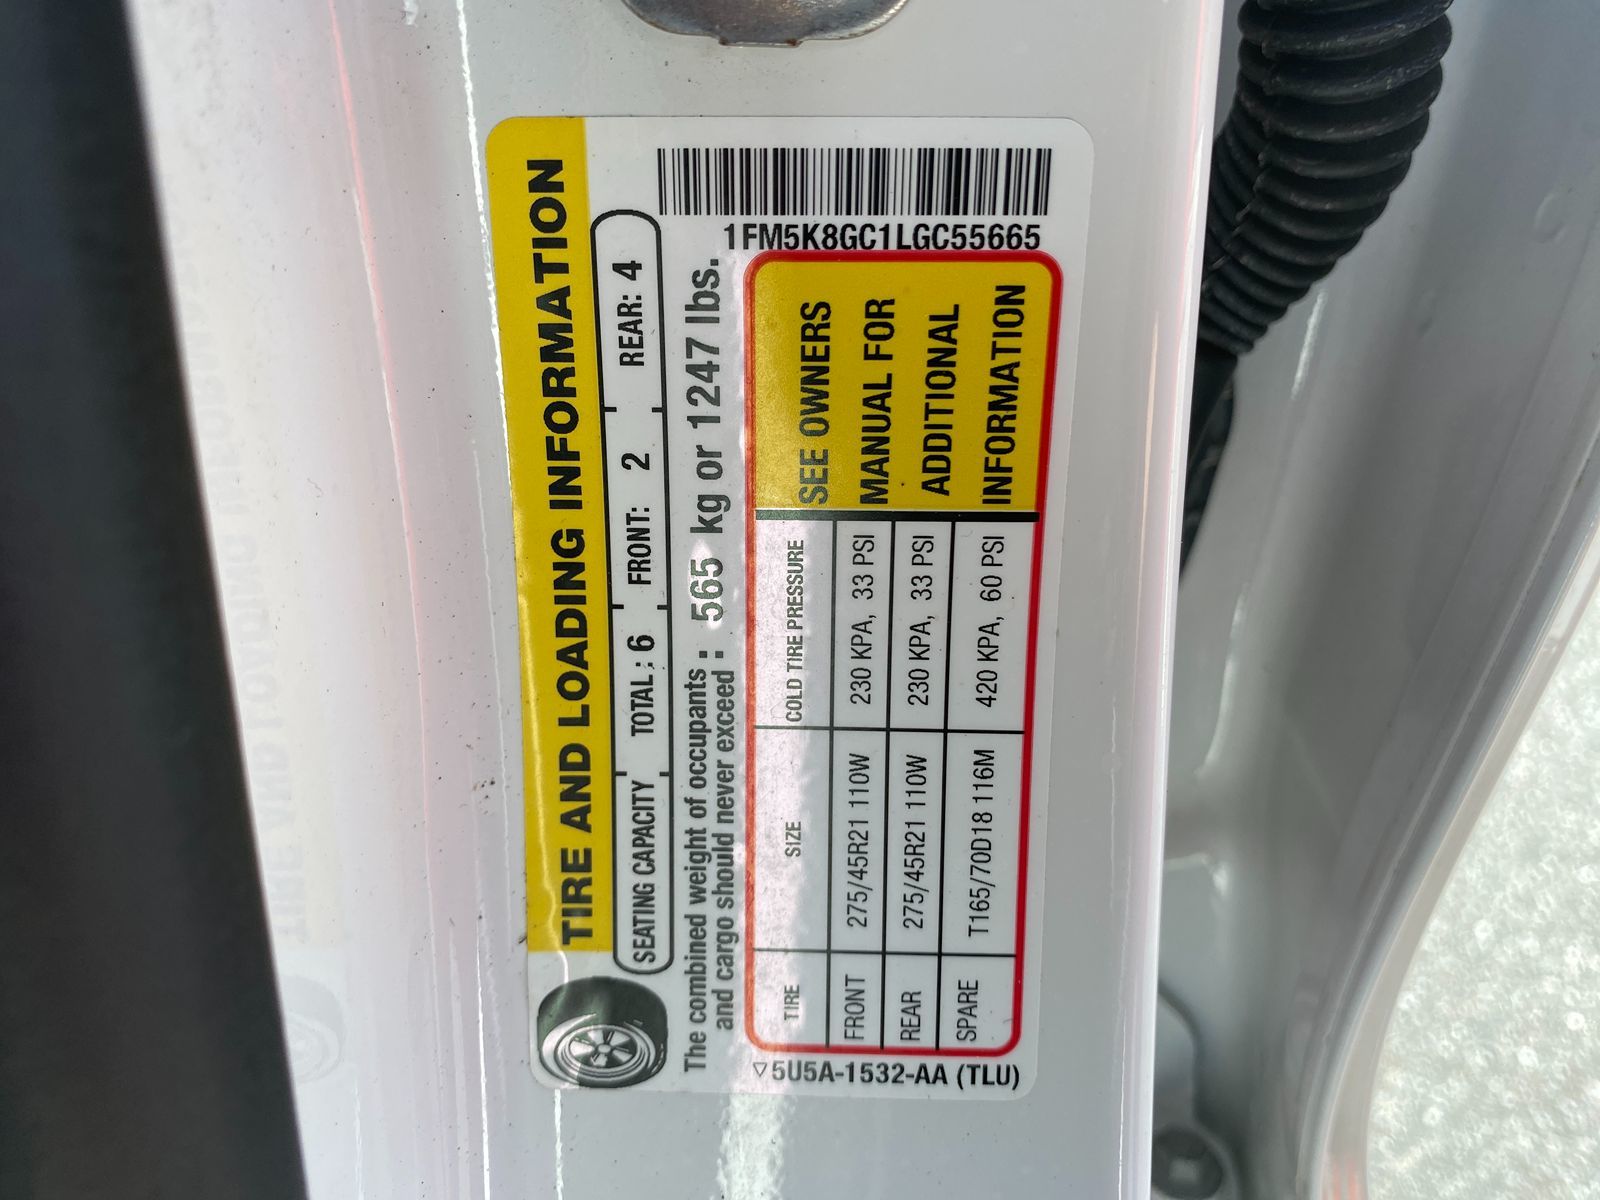 TIRE AND LOADING INFORMATION
SEATING CAPACITY TOTAL : 6 FRONT: 2 REAR: 4
The combined weight of occupants
and cargo should never exceed : 565 kg or 1247 lbs.
1FM5K8GC1LGC55665
TIRE SIZE COLD TIRE PRESSURE
FRONT 275/45R21 110W 230 KPA, 33 PSI
REAR 275/45R21 110W 230 KPA, 33 PSI
SPARE T165/70D18 116M 420 KPA, 60 PSI
SEE OWNERS
MANUAL FOR
ADDITIONAL
INFORMATION
5U5A-1532-AA (TLU)